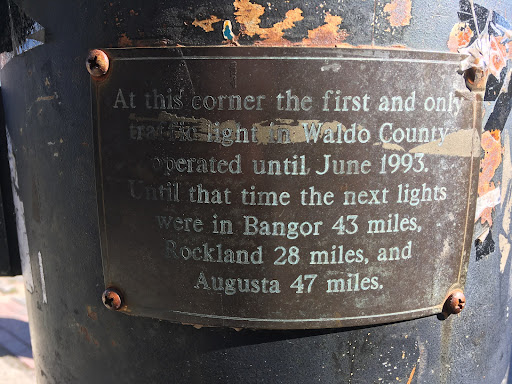 At this corner the first and only
traffic light in Waldo County
operated until June 1993.
Until that time the next lights
were in Bangor 43 miles,
Rockland 28 miles, and
Augusta 47 miles.